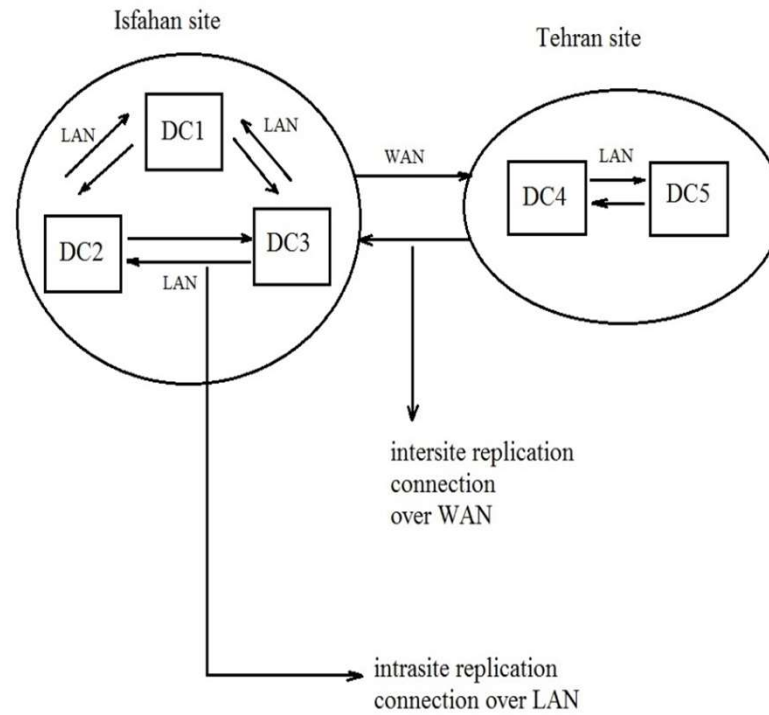 Isfahan site
Tehran site
LAN
DC1
LAN
WAN
DC4
LAN
DC5
DC2
DC3
LAN
intersite replication
connection
over WAN
intrasite replication
connection over LAN